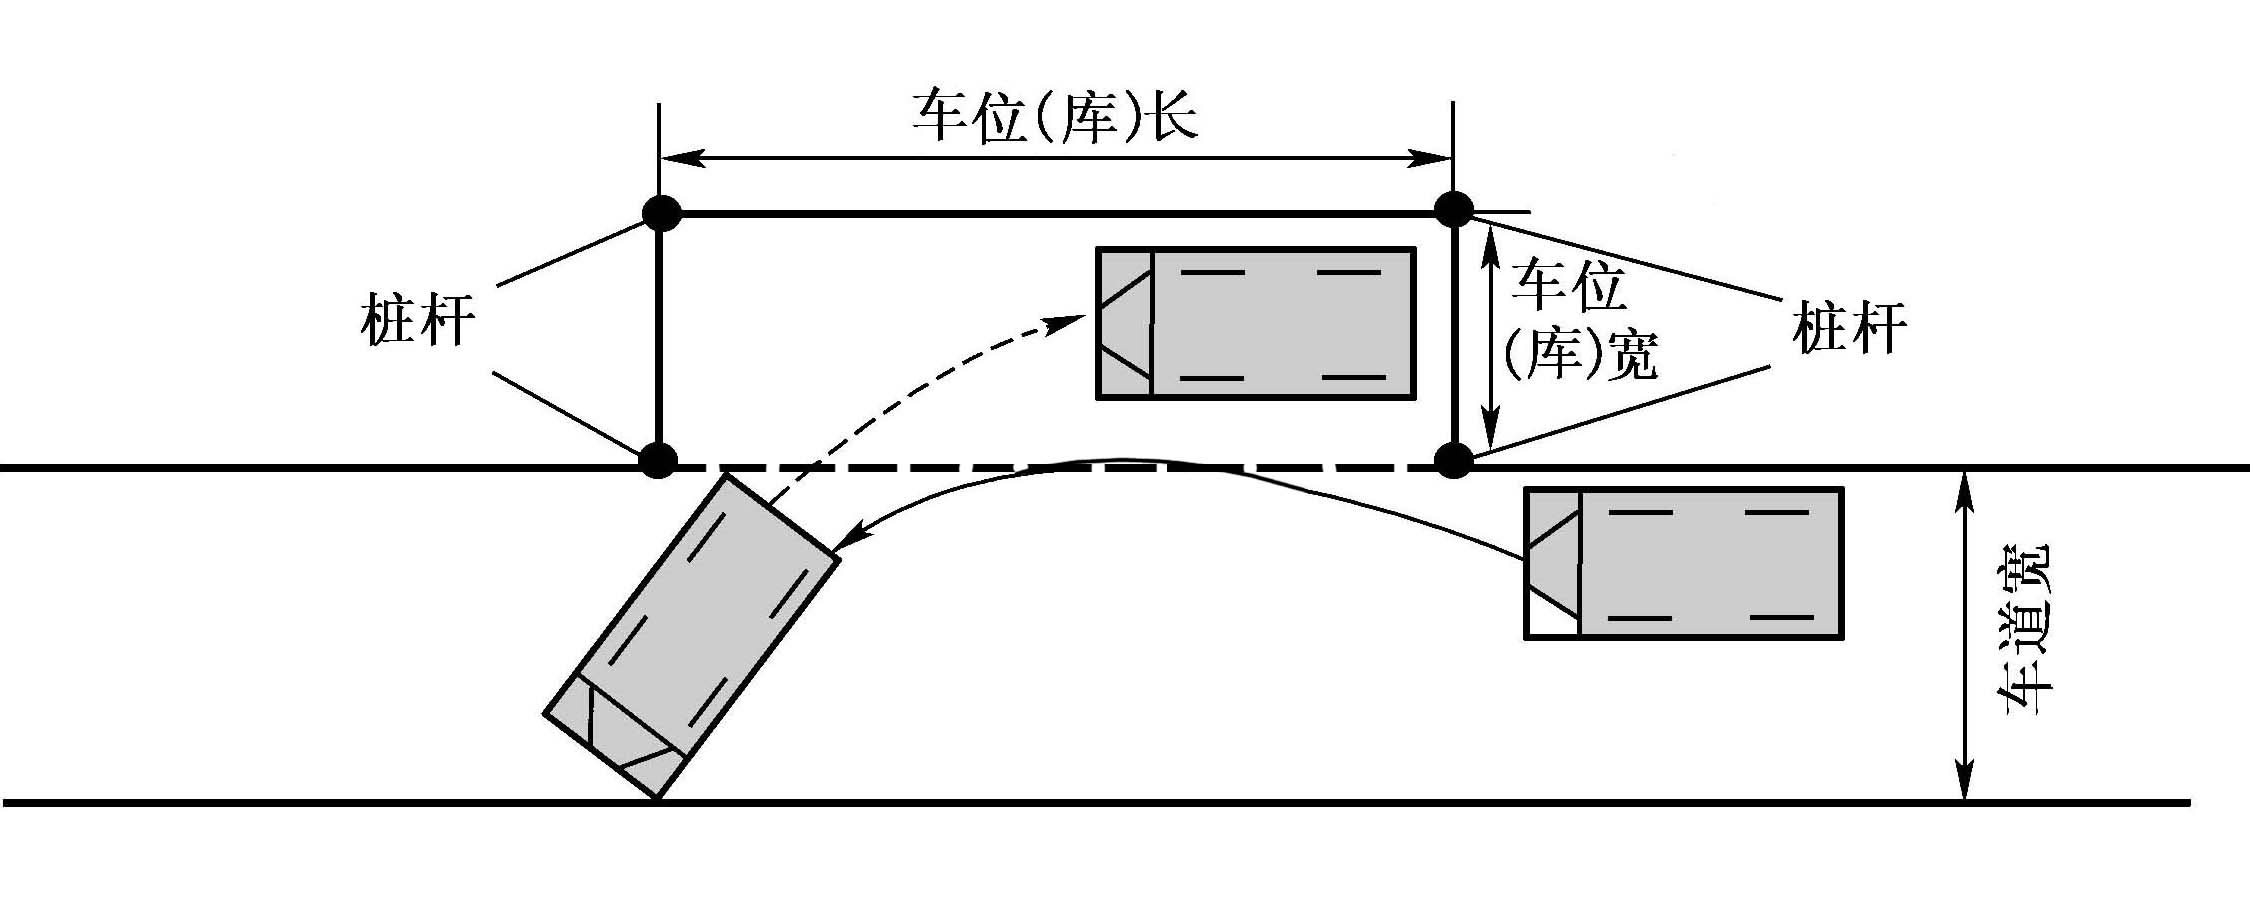 车位(库)长
桩杆
车位
(库)宽
桩杆
车道宽